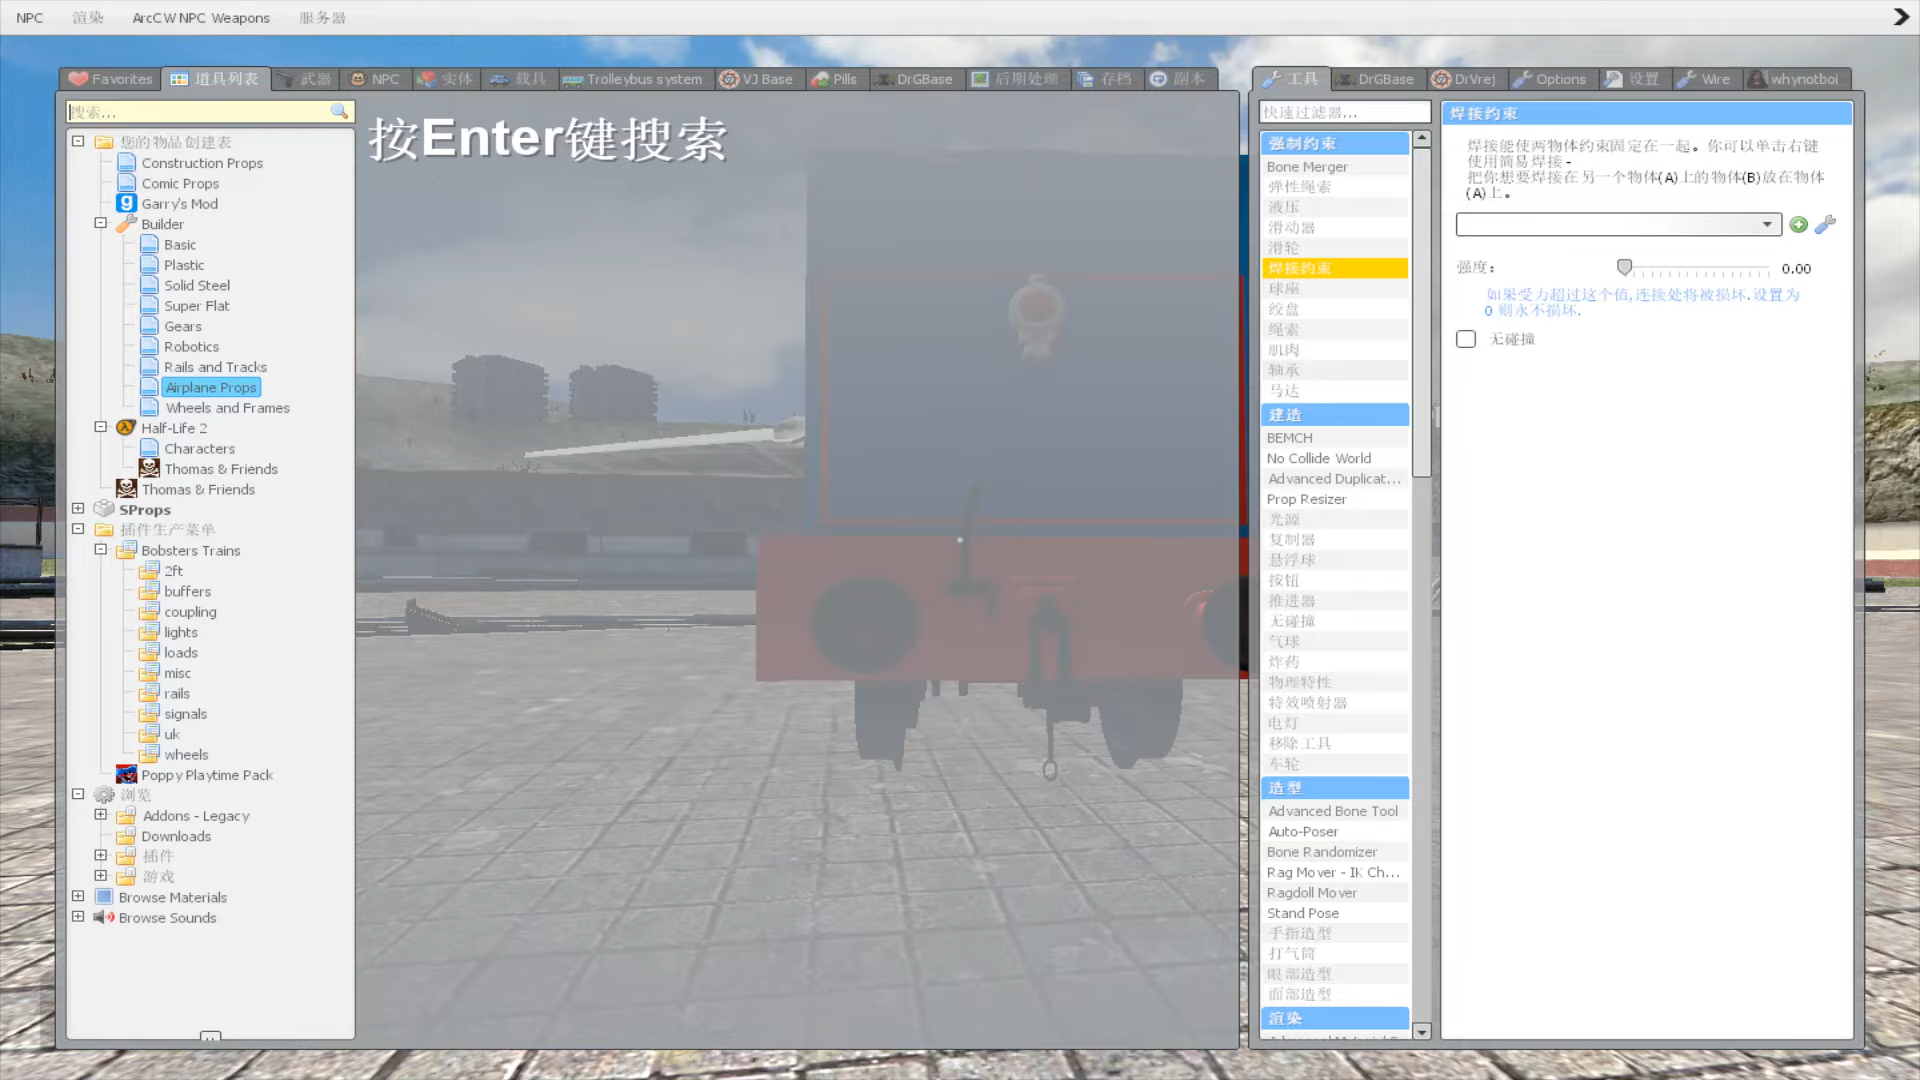 NPC 渲染 ArcCW NPC Weapons 服务器
Favorites 道具列表 武器 NPC 实体 载具 Trolleybus system VJ Base Pills DrGBase 后期处理 存档 副本
工具 DrGBase DrVrej Options 设置 Wire whynotboi
搜索...
按Enter键搜索
您的物品创建表
Construction Props
Comic Props
Garry's Mod
Builder
Basic
Plastic
Solid Steel
Super Flat
Gears
Robotics
Rails and Tracks
Airplane Props
Wheels and Frames
Half-Life 2
Characters
Thomas & Friends
Thomas & Friends
SProps
插件生产菜单
Bobsters Trains
2ft
buffers
coupling
lights
loads
misc
rails
signals
uk
wheels
Poppy Playtime Pack
浏览
Addons - Legacy
Downloads
插件
游戏
Browse Materials
Browse Sounds
快速过滤器...
强制约束
Bone Merger
弹性绳索
液压
滑动器
滑轮
焊接约束
球座
绞盘
绳索
肌肉
轴承
马达
建造
BEMCH
No Collide World
Advanced Duplicat...
Prop Resizer
光源
复制器
悬浮球
按钮
推进器
无碰撞
气球
炸药
物理特性
特效喷射器
电灯
移除工具
车轮
造型
Advanced Bone Tool
Auto-Poser
Bone Randomizer
Rag Mover - IK Ch...
Ragdoll Mover
Stand Pose
手指造型
打气筒
眼部造型
面部造型
渲染
焊接约束
焊接能使两物体约束固定在一起。你可以单击右键
使用简易焊接-
把你想要焊接在另一个物体(A)上的物体(B)放在物体
(A)上。
强度: 0.00
如果受力超过这个值,连接处将被损坏.设置为
0 则永不损坏.
无碰撞